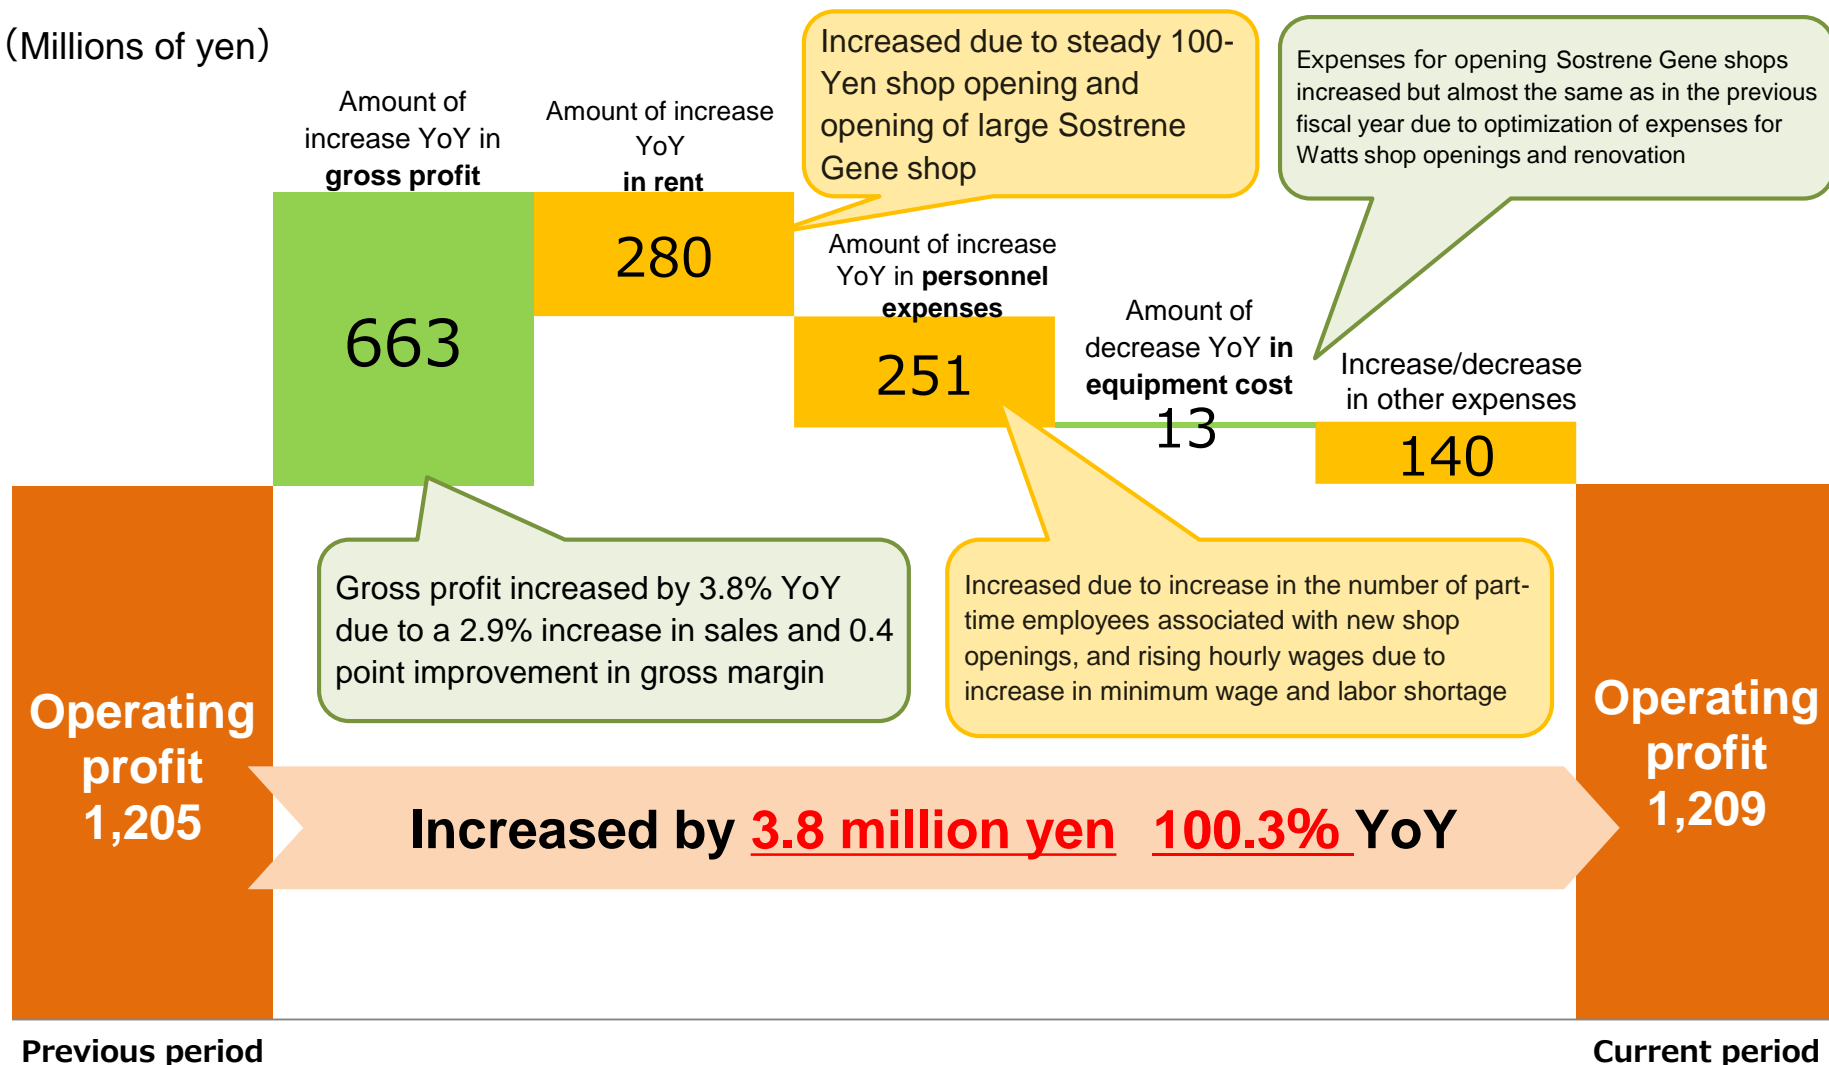 (Millions of yen)
Amount of
increase YoY in
gross profit
663
Amount of increase
YoY
in rent
280
Increased due to steady 100-
Yen shop opening and
opening of large Sostrene
Gene shop
Expenses for opening Sostrene Gene shops
increased but almost the same as in the previous
fiscal year due to optimization of expenses for
Watts shop openings and renovation
Amount of increase
YoY in personnel
expenses
251
Amount of
decrease YoY in
equipment cost
13
Increase/decrease
in other expenses
140
Gross profit increased by 3.8% YoY
due to a 2.9% increase in sales and 0.4
point improvement in gross margin
Increased due to increase in the number of part-
time employees associated with new shop
openings, and rising hourly wages due to
increase in minimum wage and labor shortage
Operating
profit
1,205
Increased by 3.8 million yen 100.3% YoY
Operating
profit
1,209
Previous period
Current period